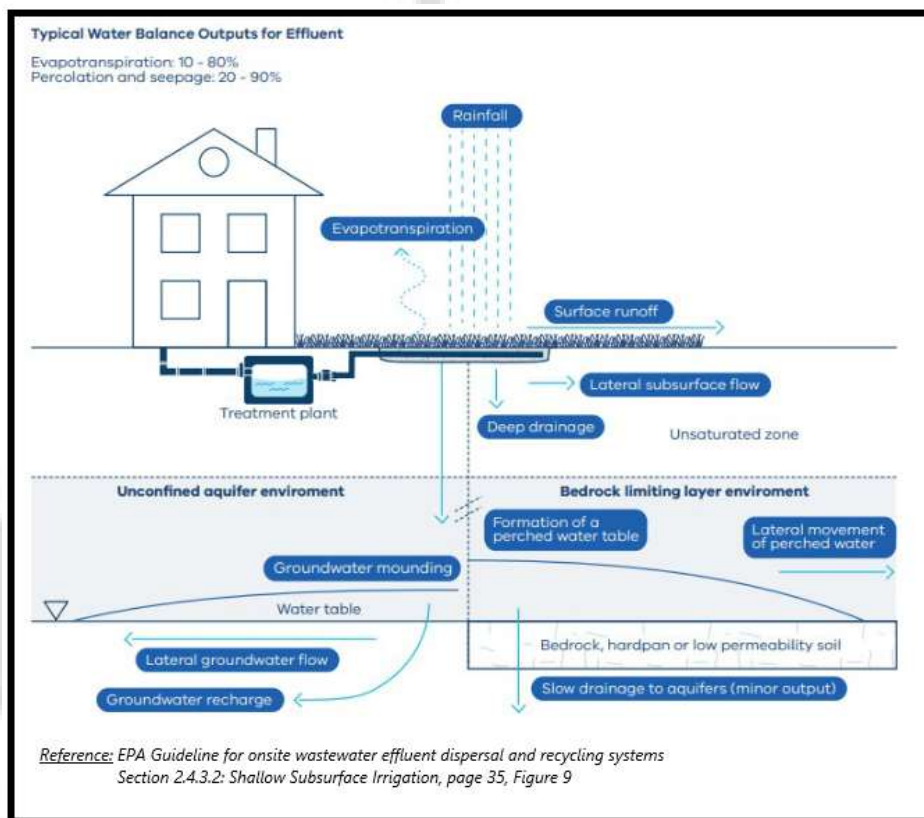 Typical Water Balance Outputs for Effluent
Evapotranspiration: 10 - 80%
Percolation and seepage: 20 - 90%
Rainfall
Evapotranspiration
Surface runoff
Lateral subsurface flow
Treatment plant
Deep drainage
Unsaturated zone
Unconfined aquifer enviroment
Bedrock limiting layer enviroment
Formation of a
perched water table
Lateral movement
of perched water
Groundwater mounding
Water table
Bedrock, hardpan or low permeability soil
Lateral groundwater flow
Groundwater recharge
Slow drainage to aquifers (minor output)
Reference: EPA Guideline for onsite wastewater effluent dispersal and recycling systems
Section 2.4.3.2: Shallow Subsurface Irrigation, page 35, Figure 9